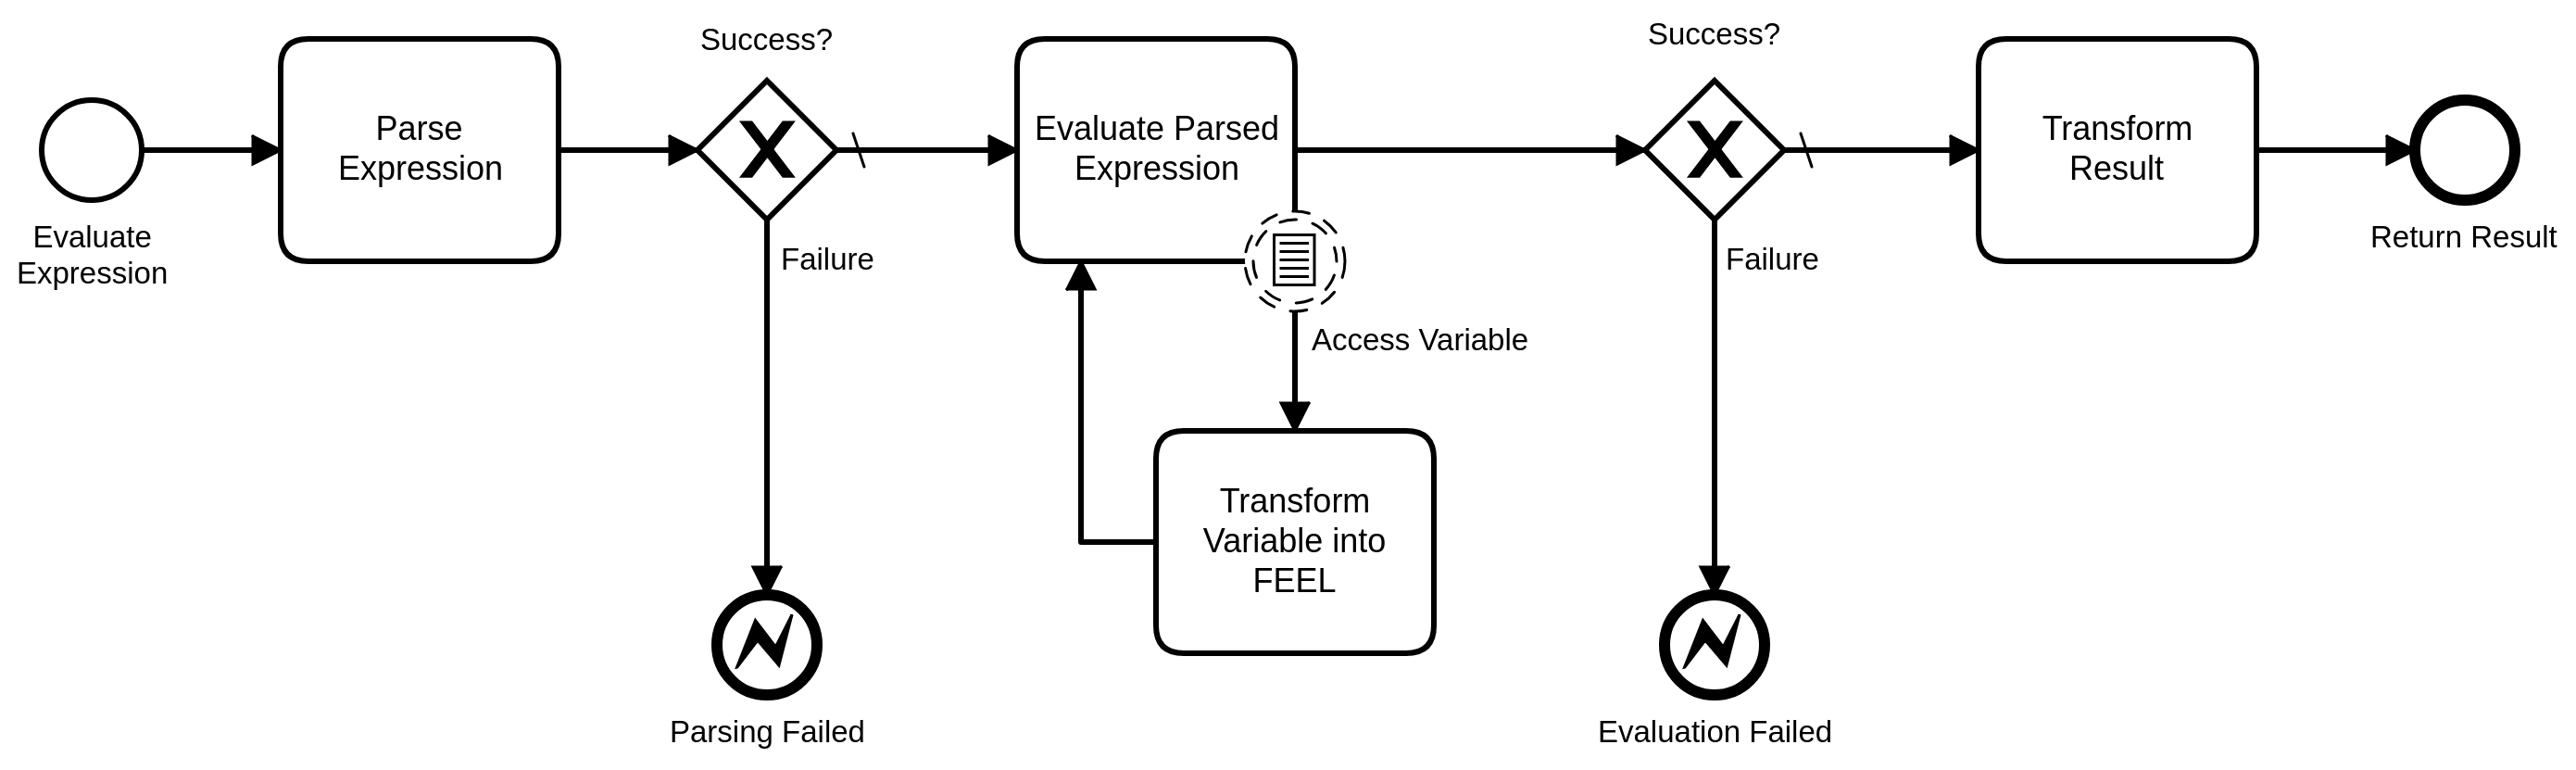 Evaluate
Expression
Parse
Expression
Success?
Failure
Parsing Failed
Evaluate Parsed
Expression
Access Variable
Transform
Variable into
FEEL
Success?
Failure
Evaluation Failed
Transform
Result
Return Result